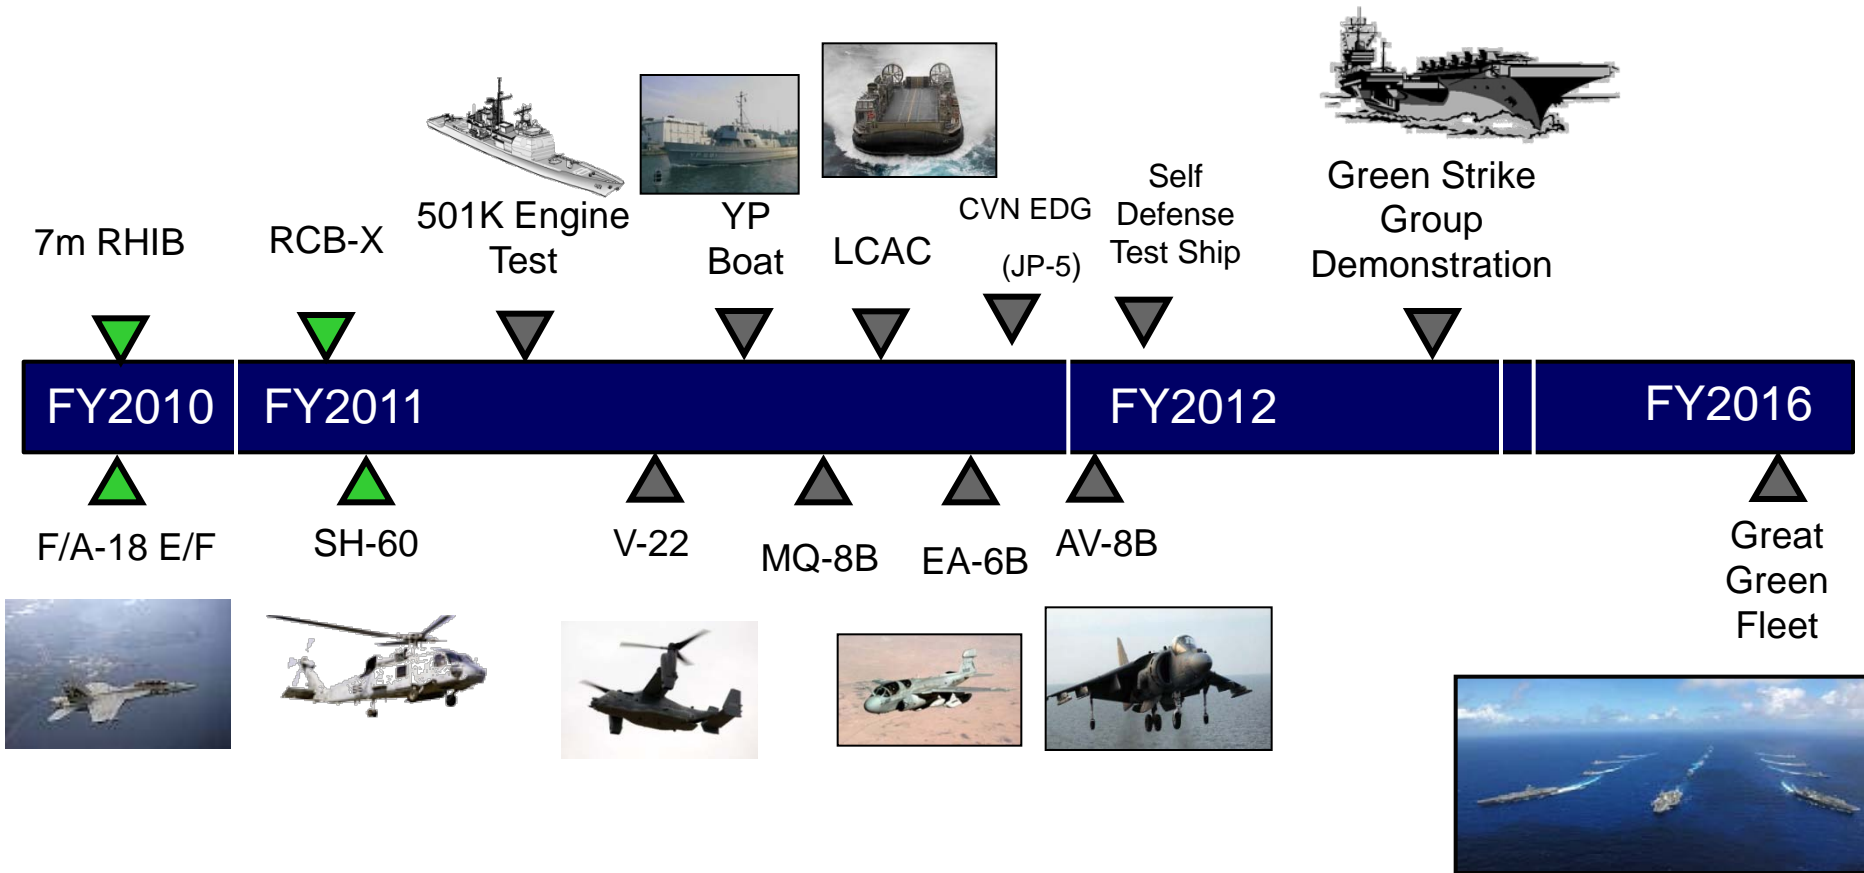 7m RHIB
RCB-X
501K Engine
Test
YP
Boat
LCAC
CVN EDG
(JP-5)
Self
Defense
Test Ship
Green Strike
Group
Demonstration
FY2010
FY2011
FY2012
FY2016
F/A-18 E/F
SH-60
V-22
MQ-8B
EA-6B
AV-8B
Great
Green
Fleet